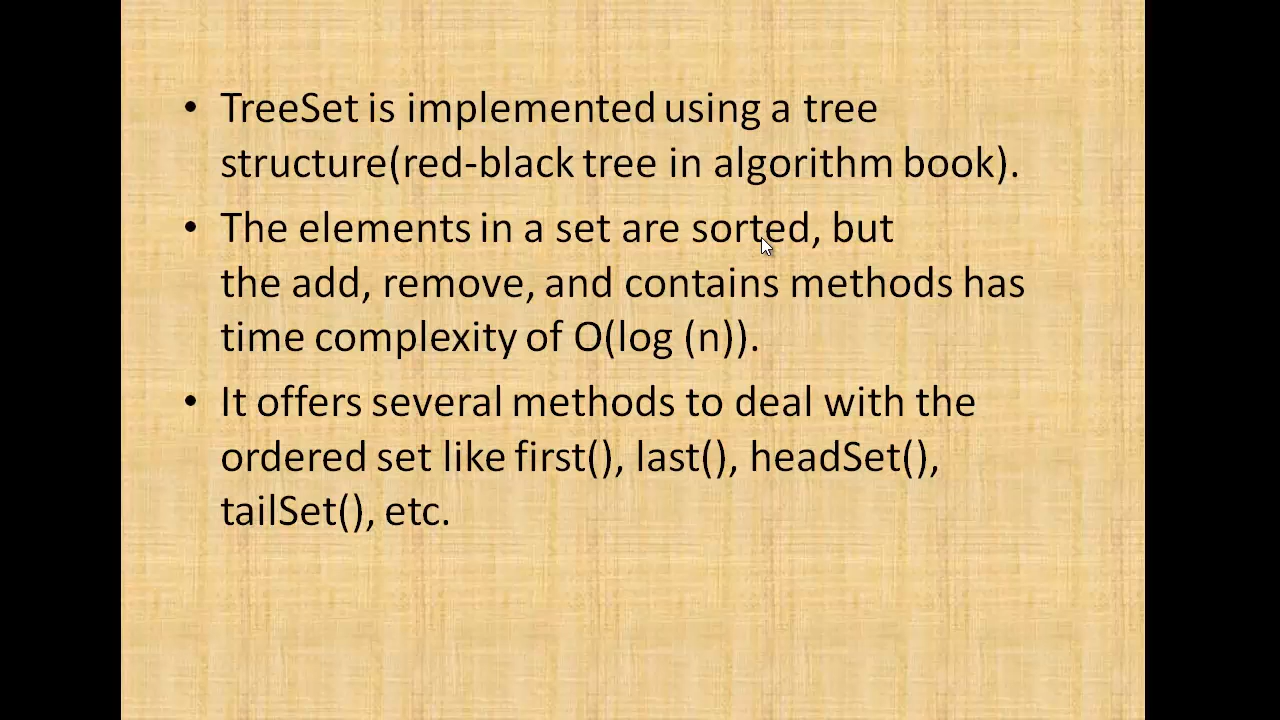 • TreeSet is implemented using a tree
structure(red-black tree in algorithm book).
• The elements in a set are sorted, but
the add, remove, and contains methods has
time complexity of O(log (n)).
• It offers several methods to deal with the
ordered set like first(), last(), headSet(),
tailSet(), etc.